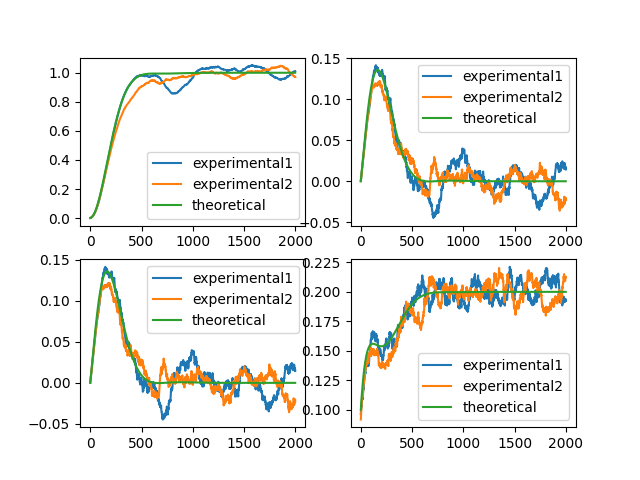 1.0
0.8
0.6
0.4
0.2
0.0
0 500 1000 1500 2000
experimental1
experimental2
theoretical
0.15
0.10
0.05
0.00
−0.05
0 500 1000 1500 2000
experimental1
experimental2
theoretical
0.15
0.10
0.05
0.00
−0.05
0 500 1000 1500 2000
experimental1
experimental2
theoretical
0.225
0.200
0.175
0.150
0.125
0.100
0 500 1000 1500 2000
experimental1
experimental2
theoretical